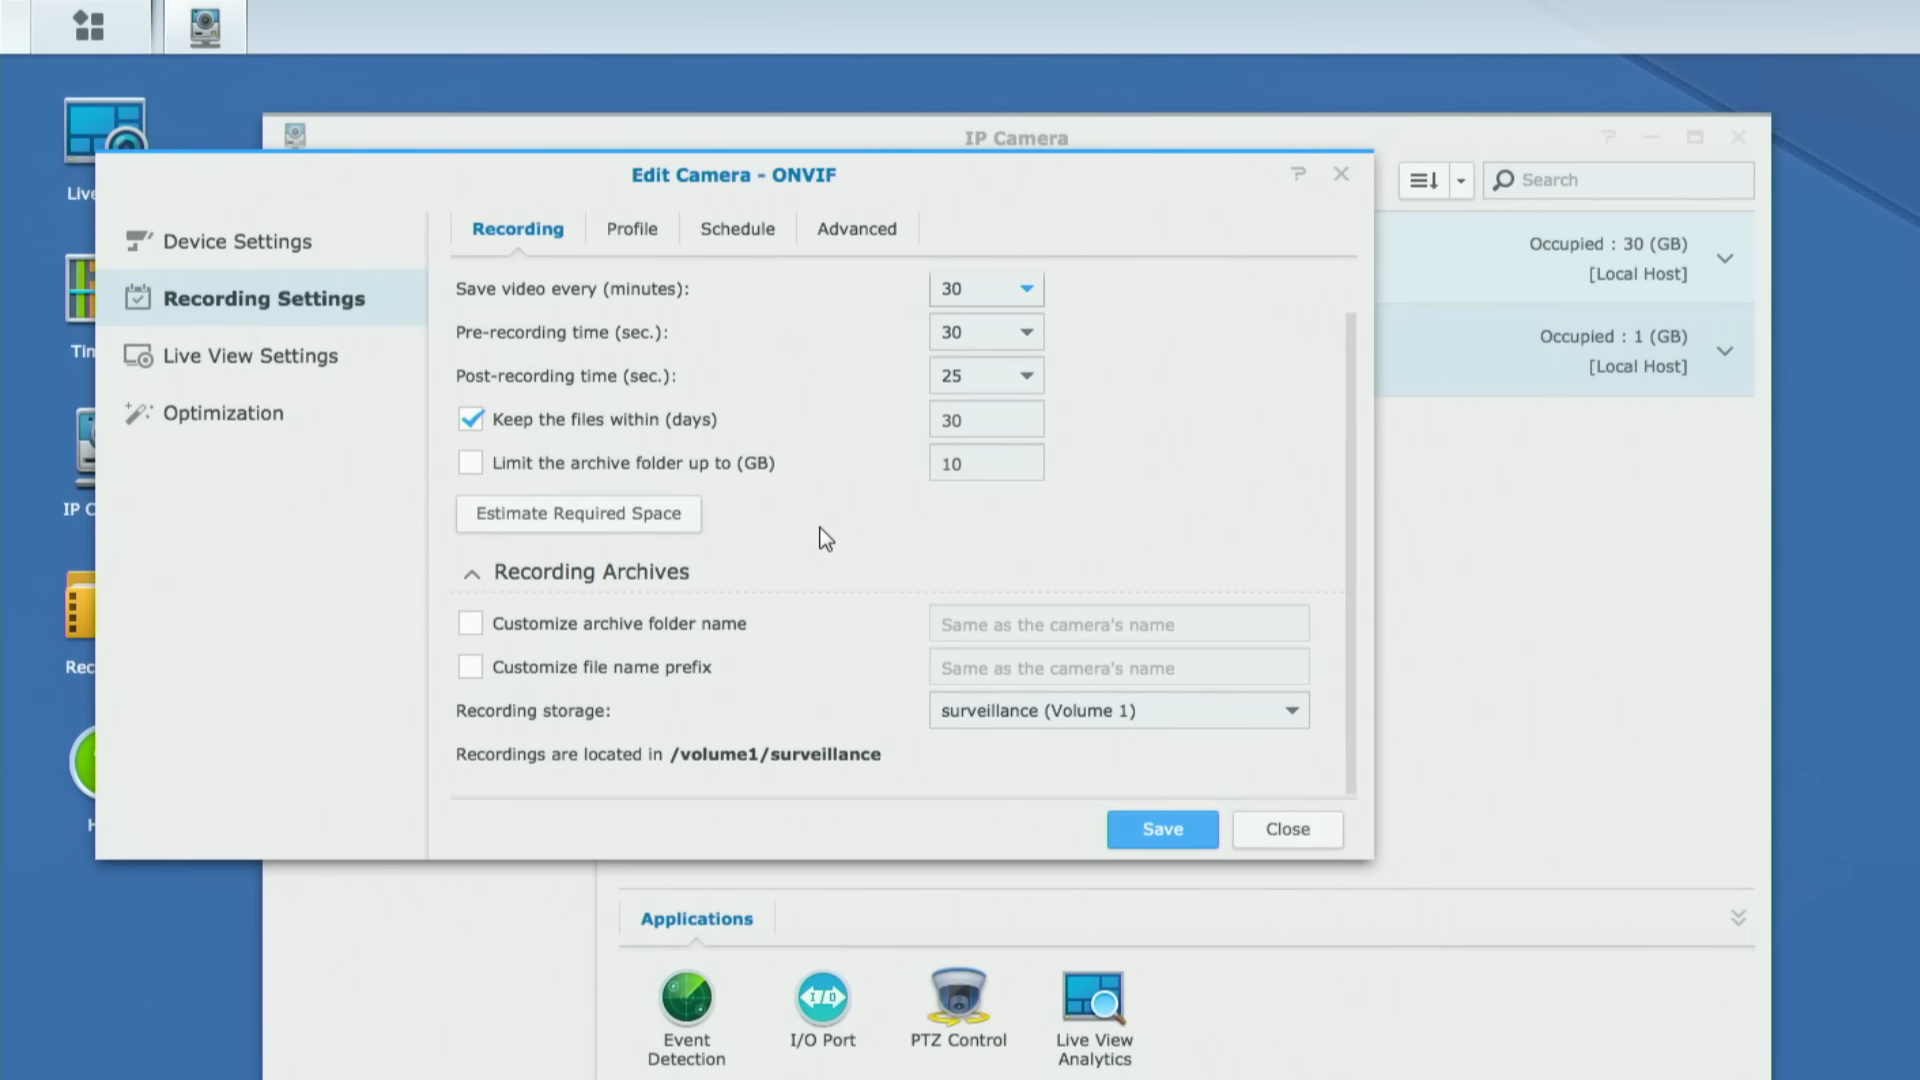 IP Camera
Live
Edit Camera - ONVIF
Search
Device Settings
Recording Settings
Live View Settings
Optimization
Recording
Profile
Schedule
Advanced
Save video every (minutes):
30
Pre-recording time (sec.):
30
Post-recording time (sec.):
25
Keep the files within (days)
30
Limit the archive folder up to (GB)
10
Estimate Required Space
Recording Archives
Customize archive folder name
Same as the camera's name
Customize file name prefix
Same as the camera's name
Recording storage:
surveillance (Volume 1)
Recordings are located in /volume1/surveillance
Save
Close
Occupied : 30 (GB)
[Local Host]
Occupied : 1 (GB)
[Local Host]
IP C
Rec
Applications
Event
Detection
I/O
I/O Port
PTZ Control
Live View
Analytics